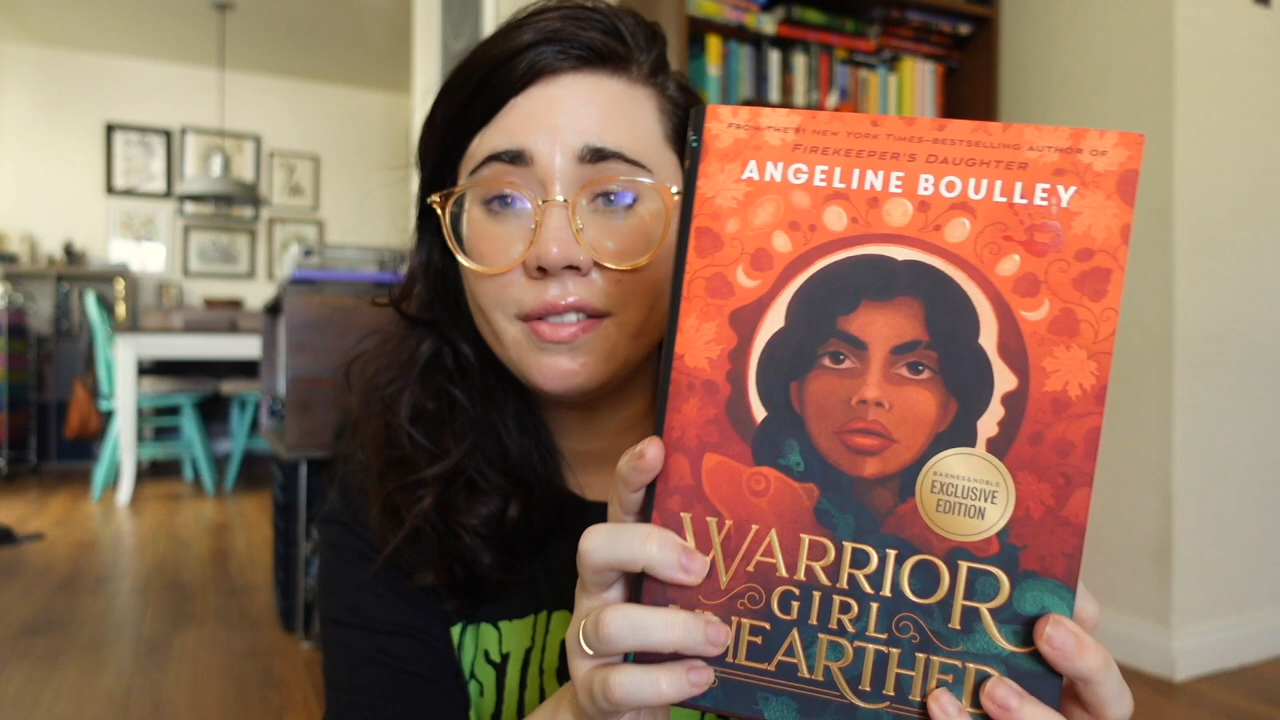 FROM THE #1 NEW YORK TIMES–BESTSELLING AUTHOR OF
FIREKEEPER'S DAUGHTER
ANGELINE BOULLEY
BARNES & NOBLE
EXCLUSIVE
EDITION
WARRIOR
GIRL
UNEARTHED